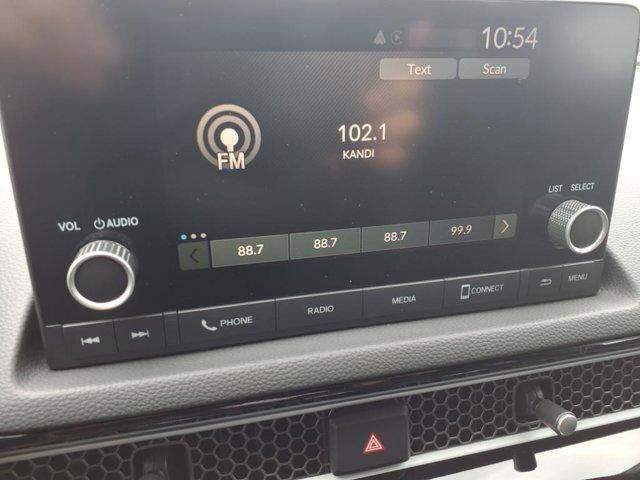 10:54
Text Scan
102.1
FM
KANDI
LIST SELECT
VOL AUDIO
88.7 88.7 88.7 99.9
PHONE RADIO MEDIA CONNECT MENU